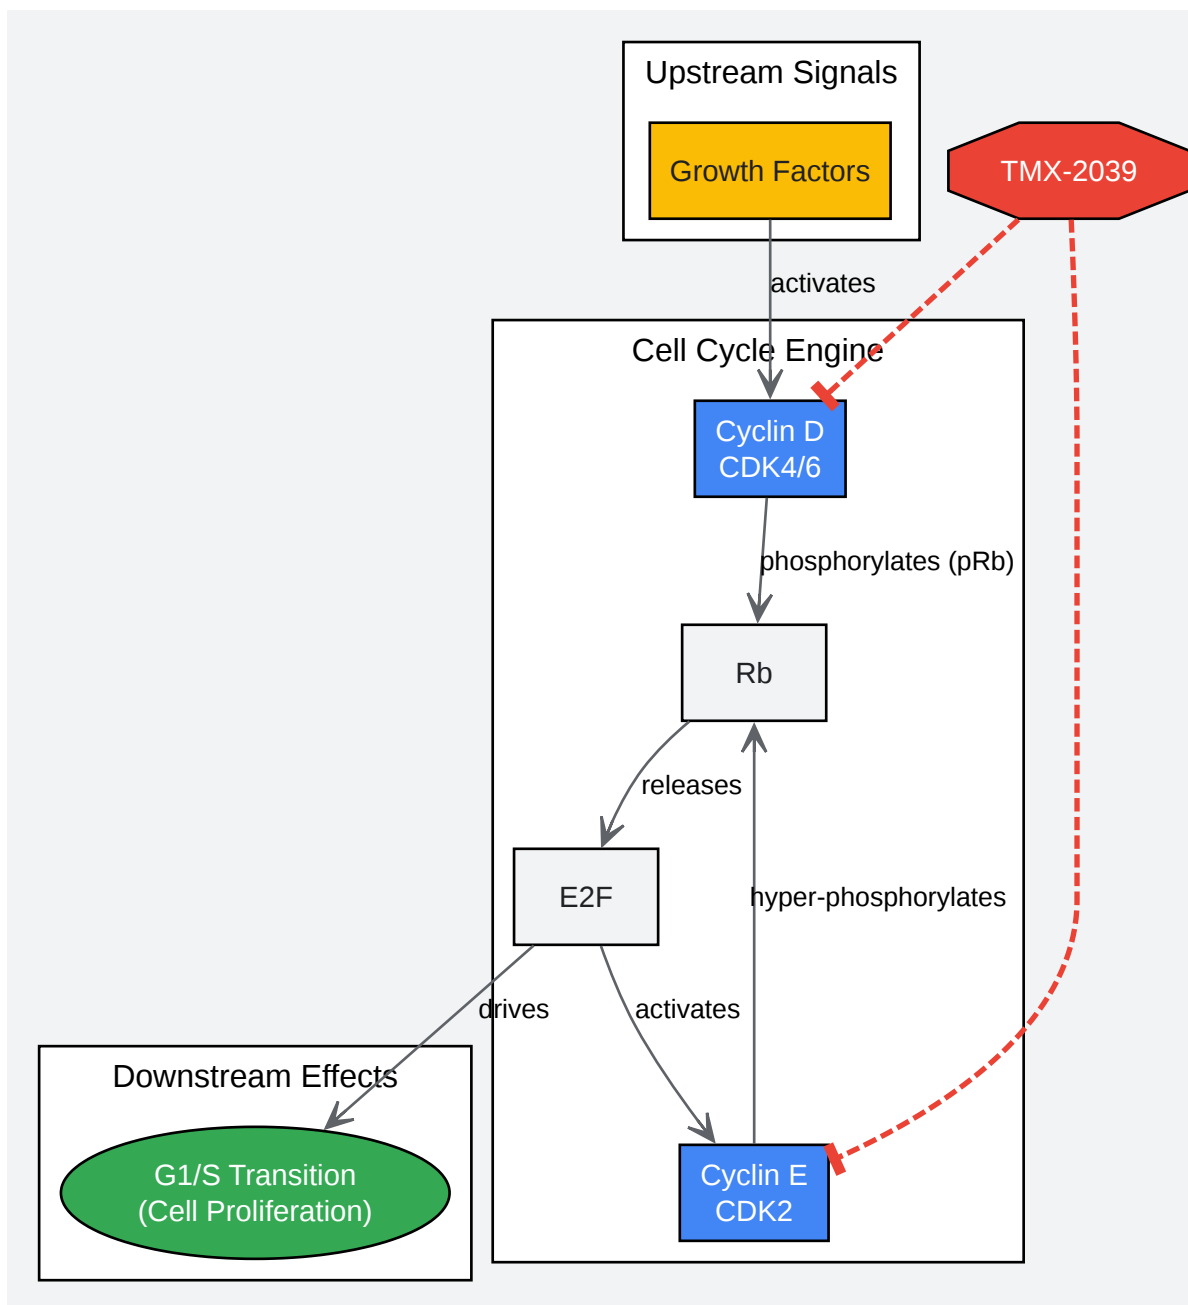 Upstream Signals
Growth Factors
TMX-2039
activates
Cell Cycle Engine
Cyclin D
CDK4/6
phosphorylates (pRb)
Rb
releases
E2F
hyper-phosphorylates
drives
activates
Downstream Effects
G1/S Transition
(Cell Proliferation)
Cyclin E
CDK2